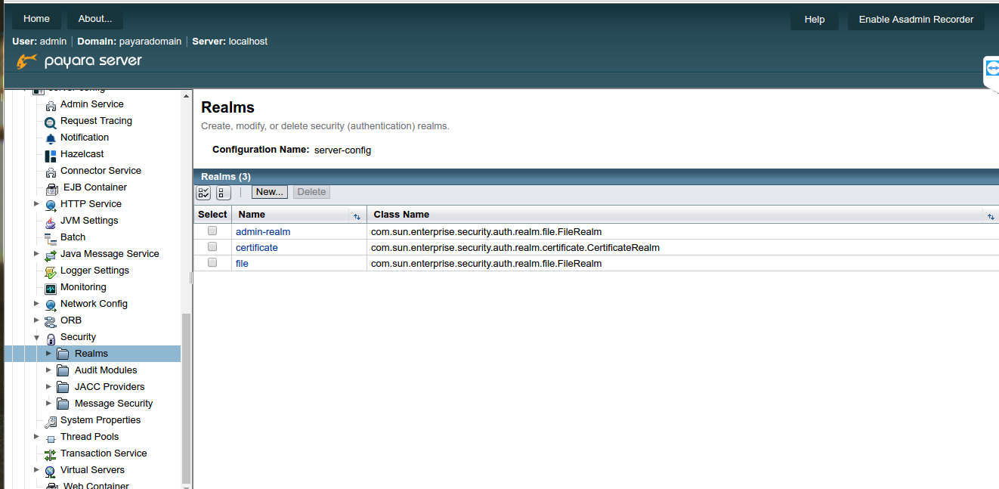 Home About... Help Enable Asadmin Recorder
User: admin Domain: payaradomain Server: localhost
payara server
server-config
Admin Service
Request Tracing
Notification
Hazelcast
Connector Service
EJB Container
HTTP Service
JVM Settings
Batch
Java Message Service
Logger Settings
Monitoring
Network Config
ORB
Security
Realms
Audit Modules
JACC Providers
Message Security
System Properties
Thread Pools
Transaction Service
Virtual Servers
Web Container
Realms
Create, modify, or delete security (authentication) realms.
Configuration Name: server-config
Realms (3)
New... Delete
Select Name Class Name
admin-realm com.sun.enterprise.security.auth.realm.file.FileRealm
certificate com.sun.enterprise.security.auth.realm.certificate.CertificateRealm
file com.sun.enterprise.security.auth.realm.file.FileRealm